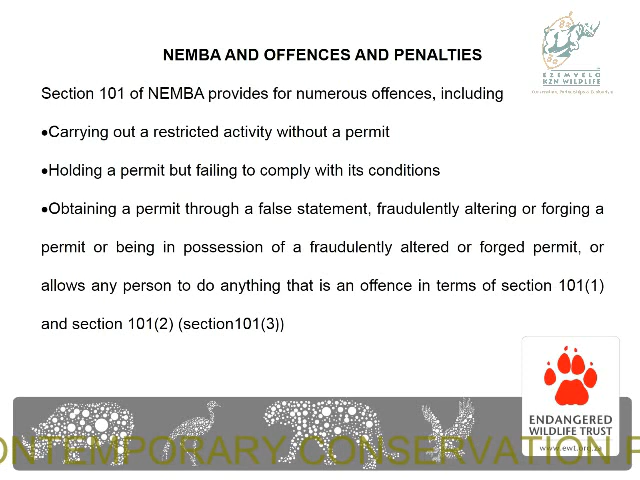 NEMBA AND OFFENCES AND PENALTIES
EZEMVELO
KZN WILDLIFE
Section 101 of NEMBA provides for numerous offences, including
•Carrying out a restricted activity without a permit
•Holding a permit but failing to comply with its conditions
•Obtaining a permit through a false statement, fraudulently altering or forging a
permit or being in possession of a fraudulently altered or forged permit, or
allows any person to do anything that is an offence in terms of section 101(1)
and section 101(2) (section101(3))
ENDANGERED
WILDLIFE TRUST
www.ewt.org.za
ONTEMPORARY CONSERVATION P